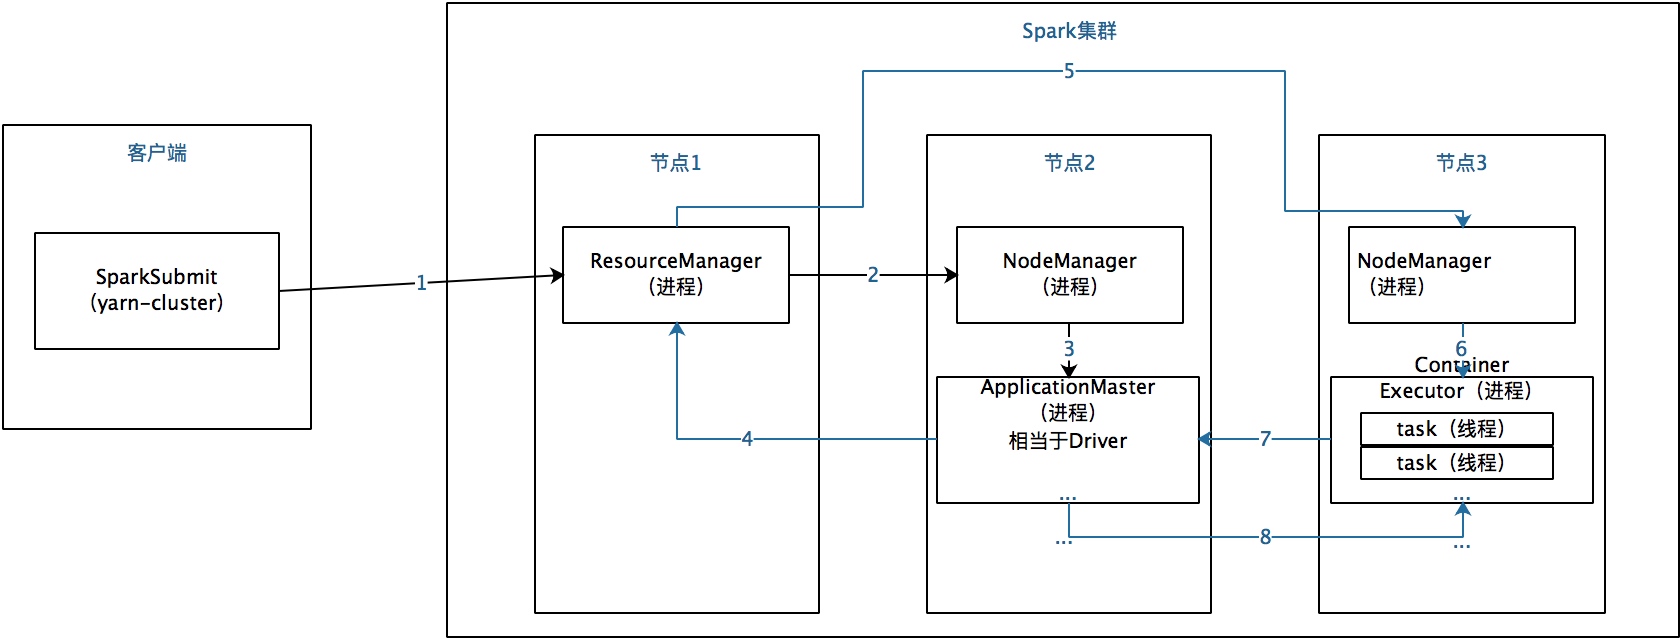 Spark集群
5
客户端
SparkSubmit
(yarn-cluster)
1
节点1
ResourceManager
(进程)
2
4
节点2
NodeManager
(进程)
3
ApplicationMaster
(进程)
相当于Driver
...
...
7
8
节点3
NodeManager
(进程)
6
Container
Executor (进程)
task (线程)
task (线程)
...
...